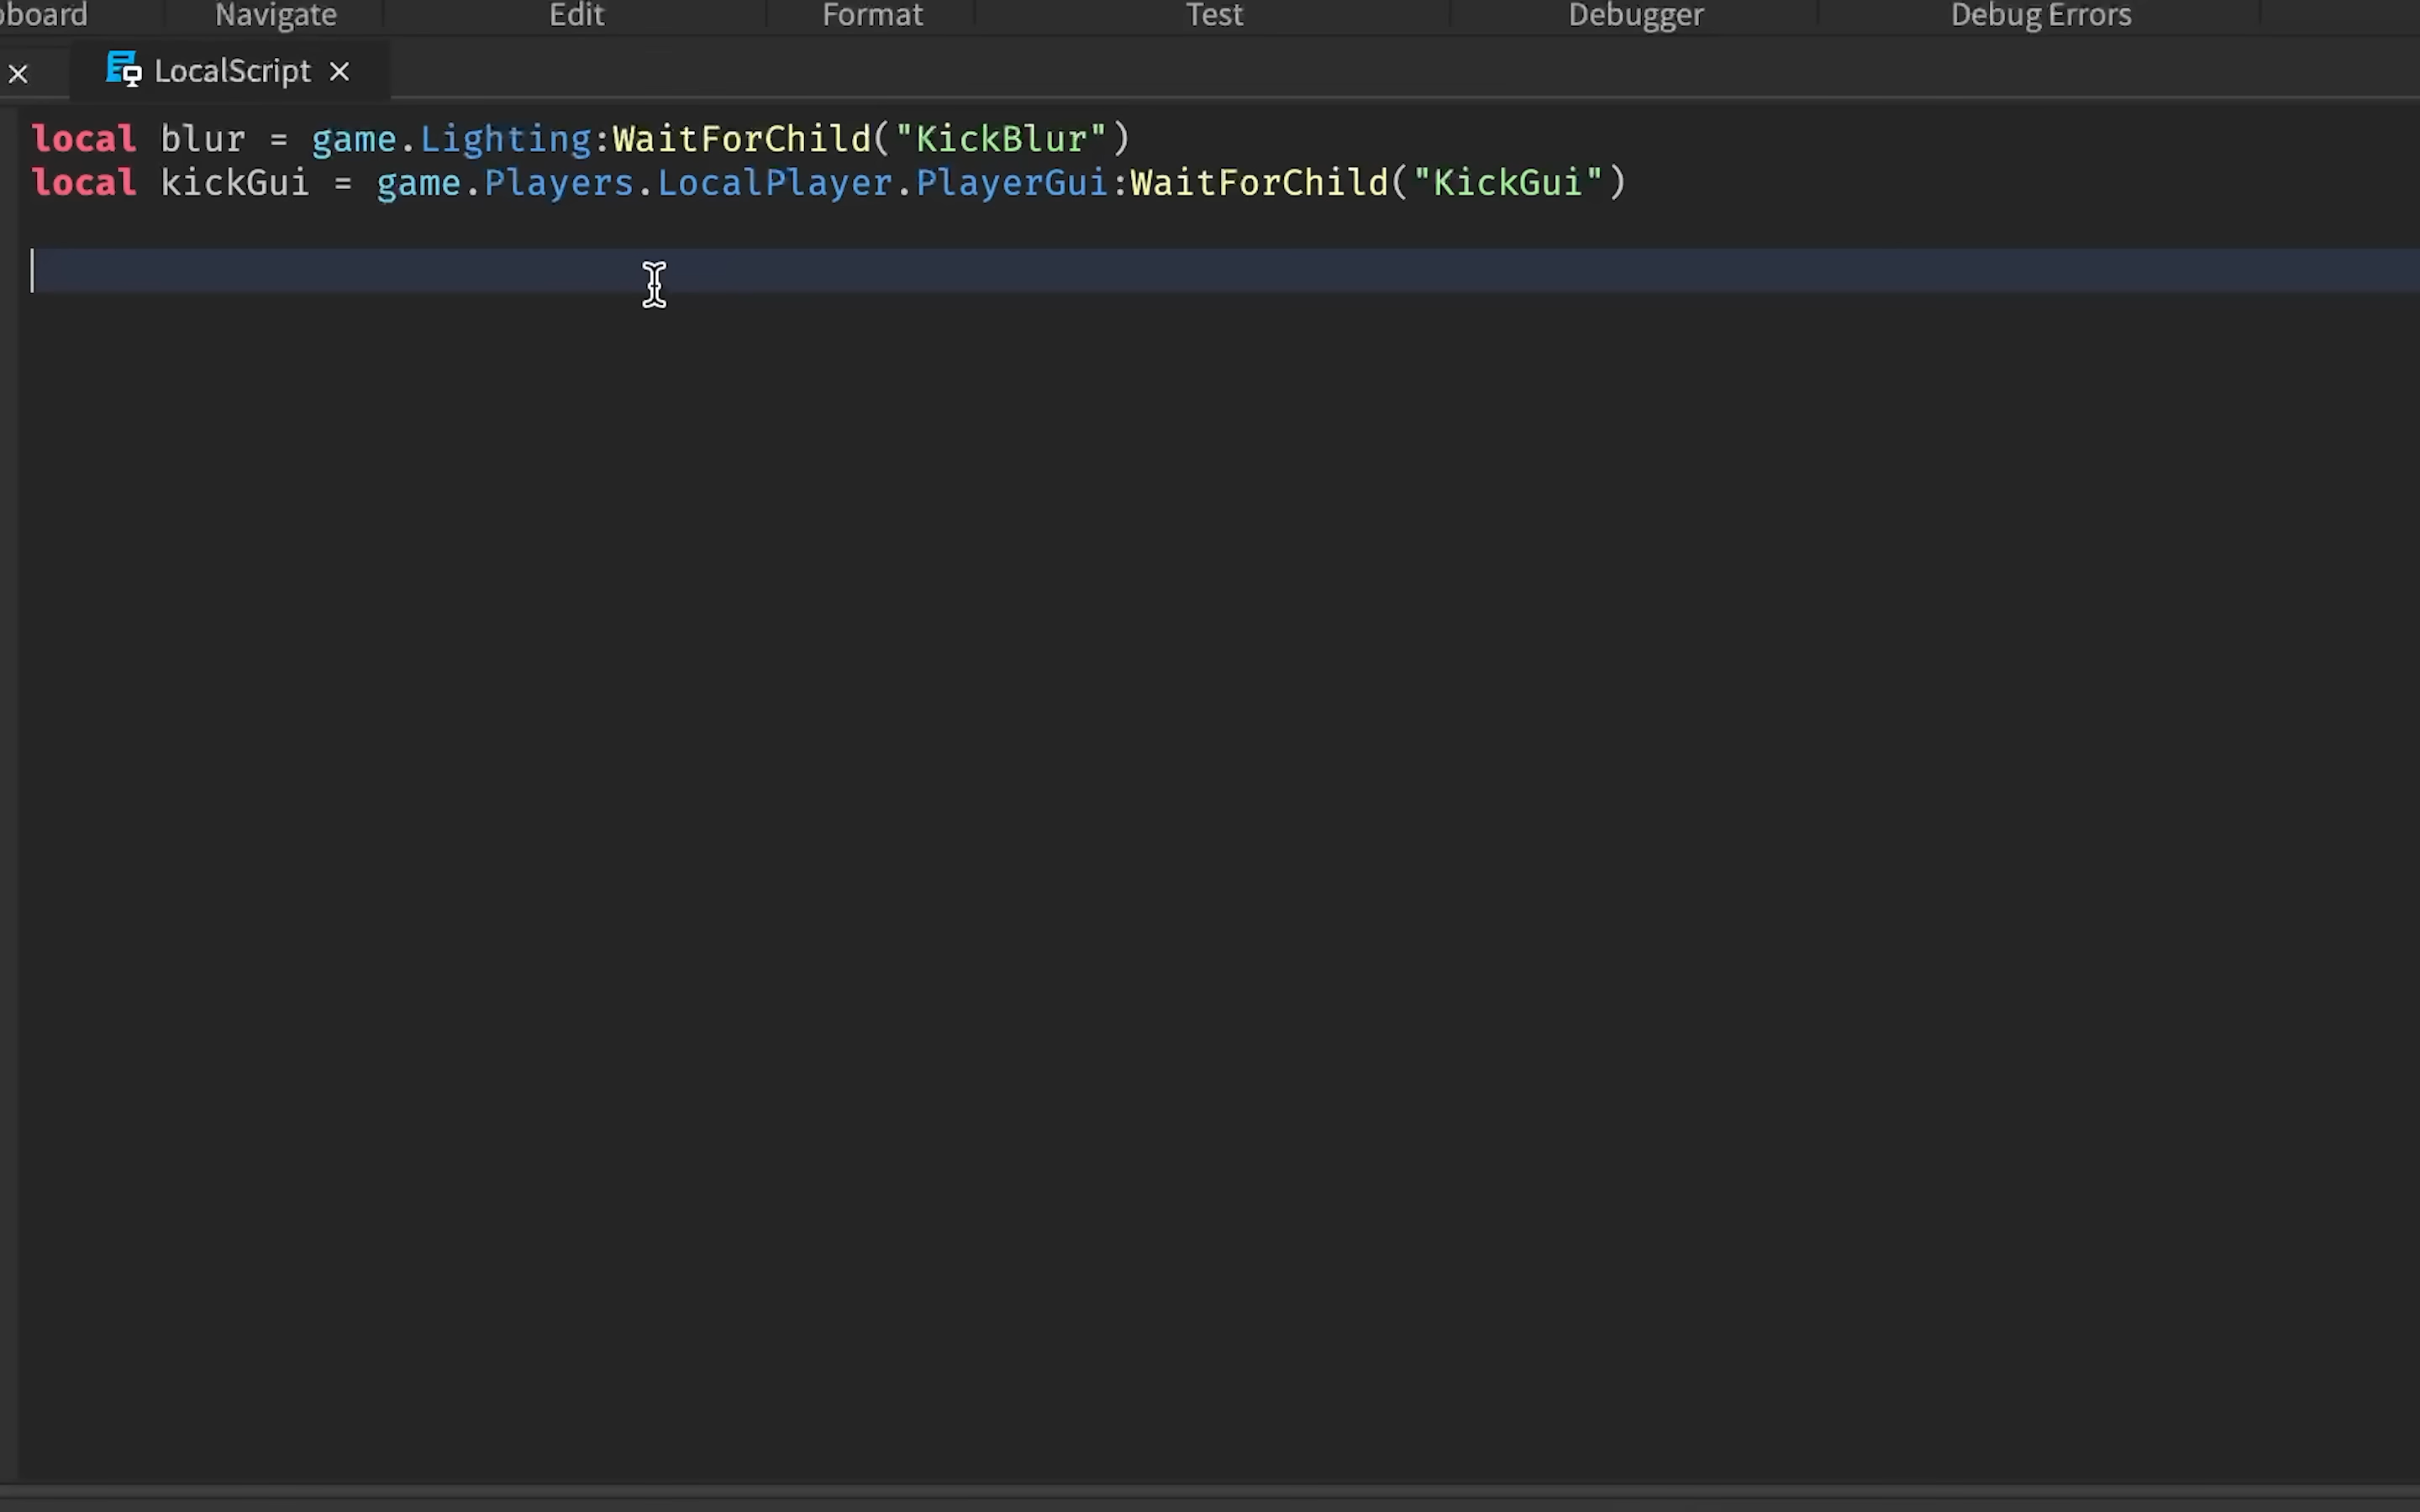 board Navigate Edit Format Test Debugger Debug Errors
LocalScript
local blur = game.Lighting:WaitForChild("KickBlur")
local kickGui = game.Players.LocalPlayer.PlayerGui:WaitForChild("KickGui")